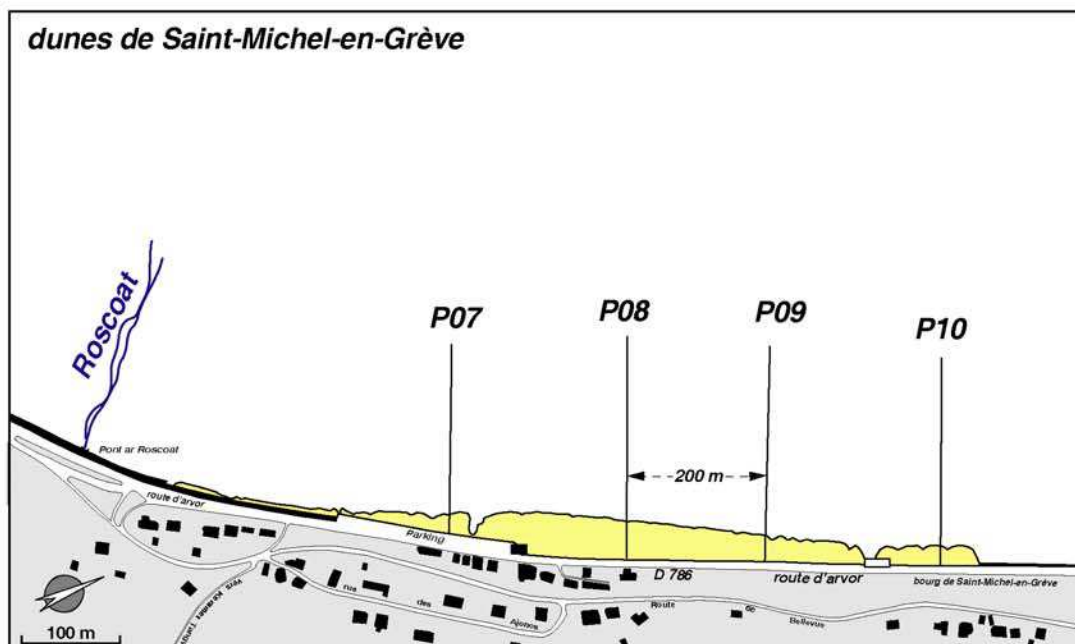 dunes de Saint-Michel-en-Grève
Roscoat
P07
P08
P09
P10
200 m
Pont ar Roscoat
route d'arvor
Parking
D 786
route d'arvor
bourg de Saint-Michel-en-Grève
Vers
rue
des
Ajoncs
Route
de
Bellevue
100 m